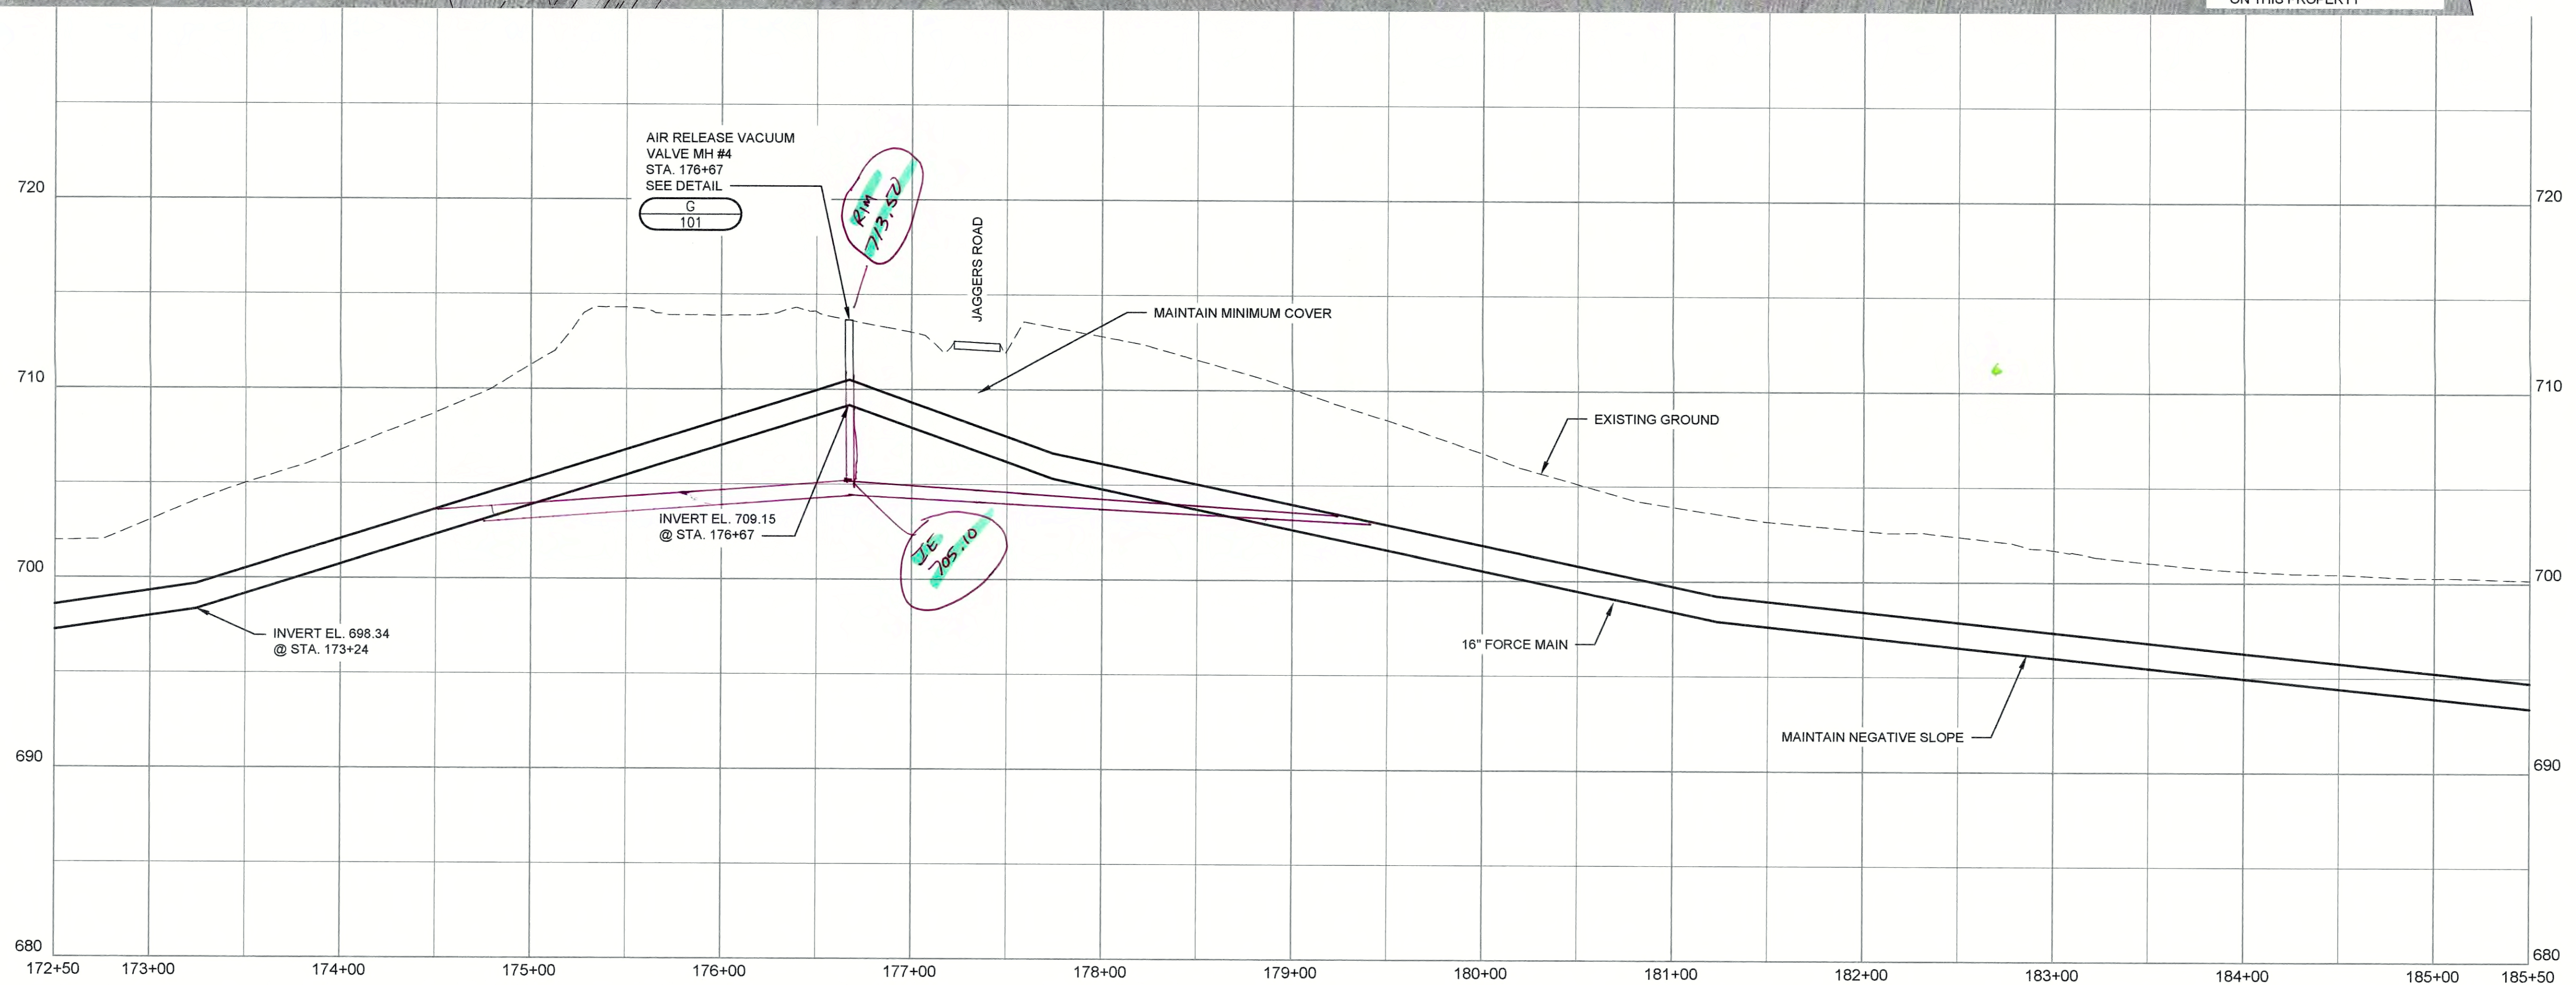 ON THIS PROPERTY
AIR RELEASE VACUUM
VALVE MH #4
STA. 176+67
SEE DETAIL
G
101
RIM
713.50
JAGGERS ROAD
MAINTAIN MINIMUM COVER
EXISTING GROUND
INVERT EL. 709.15
@ STA. 176+67
IE
705.10
INVERT EL. 698.34
@ STA. 173+24
16" FORCE MAIN
MAINTAIN NEGATIVE SLOPE
720
710
700
690
680
720
710
700
690
680
172+50 173+00 174+00 175+00 176+00 177+00 178+00 179+00 180+00 181+00 182+00 183+00 184+00 185+00 185+50